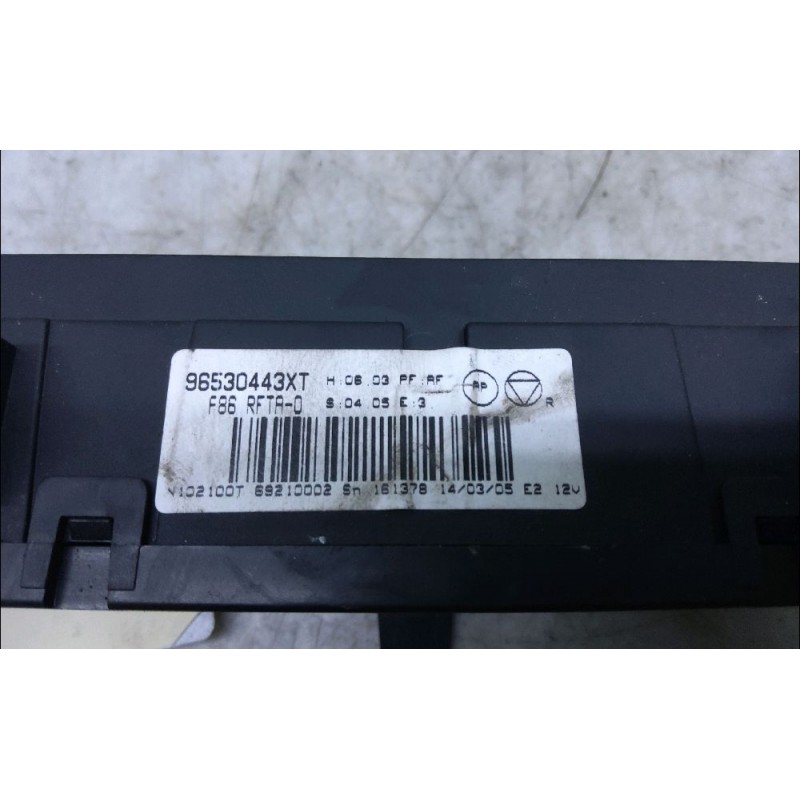 96530443XT H:06.03 PF:AF AP
F86 RFTA-0 S:04 05 E:3 R
V102100T 69210002 Sn 161378 14/03/05 E2 12v